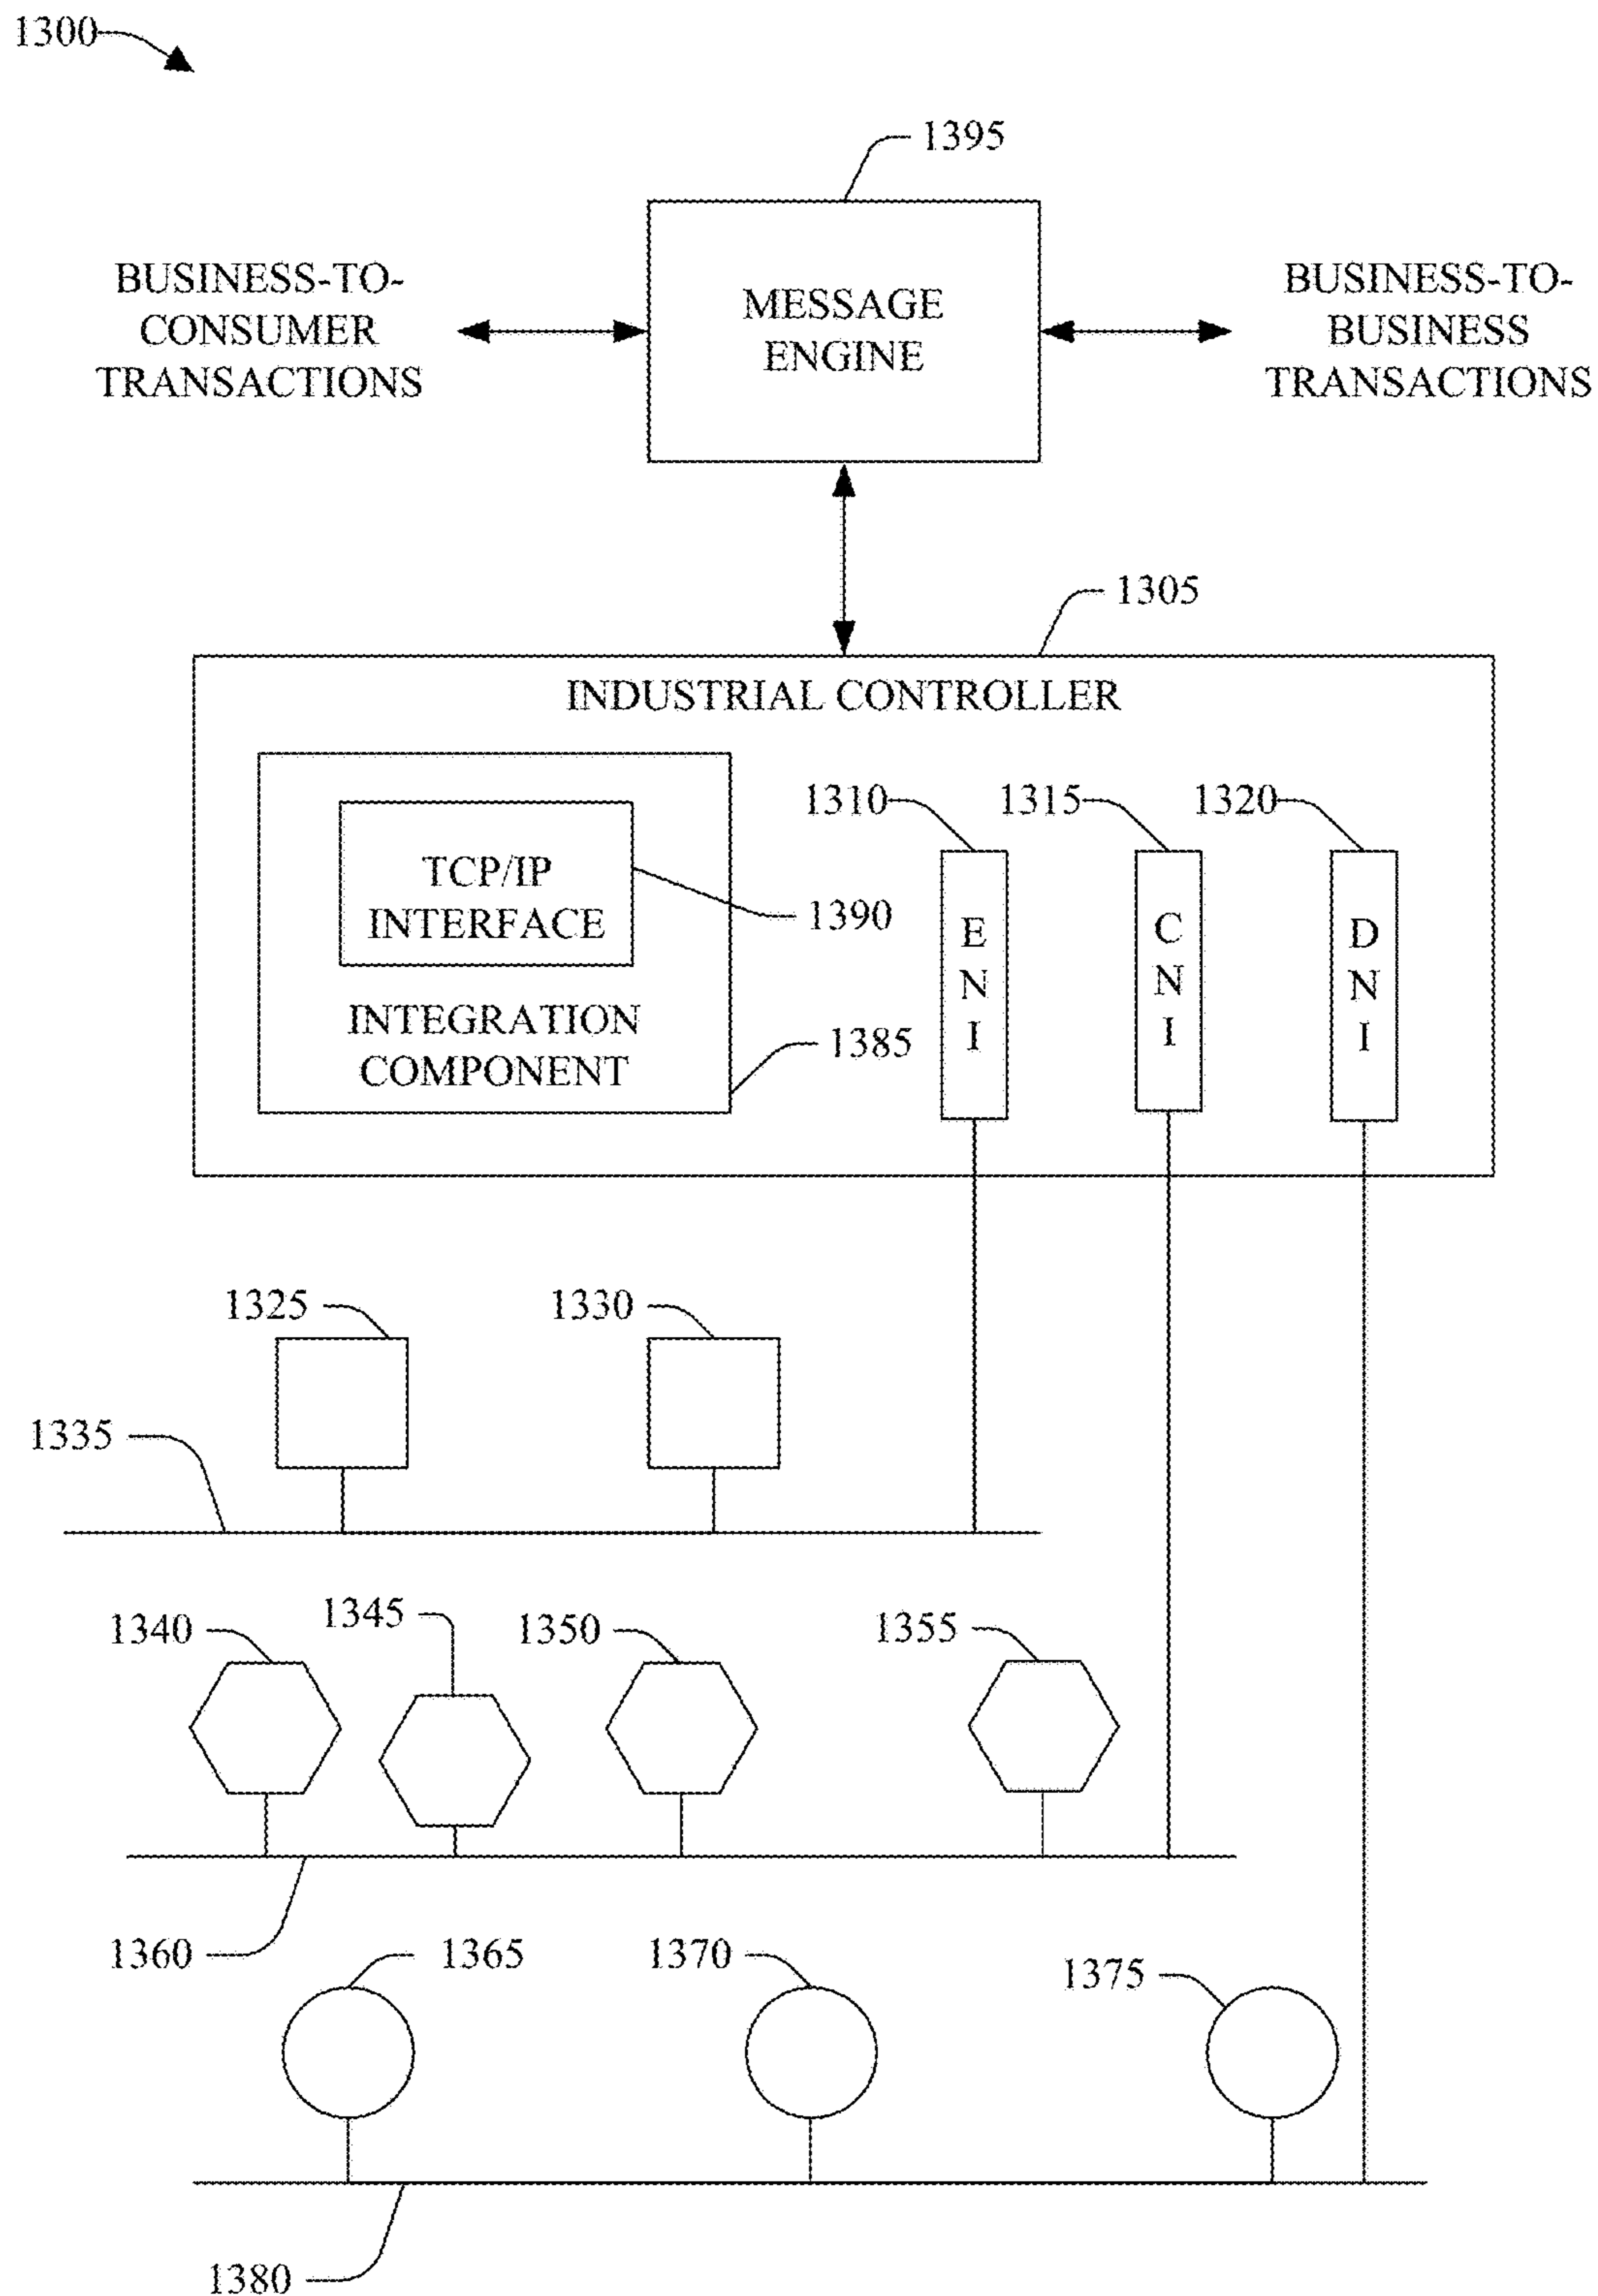 1300
1395
BUSINESS-TO-
CONSUMER
TRANSACTIONS
MESSAGE
ENGINE
BUSINESS-TO-
BUSINESS
TRANSACTIONS
1305
INDUSTRIAL CONTROLLER
1310
1315
1320
TCP/IP
INTERFACE
1390
INTEGRATION
COMPONENT
1385
E
N
I
C
N
I
D
N
I
1325
1330
1335
1340
1345
1350
1355
1360
1365
1370
1375
1380